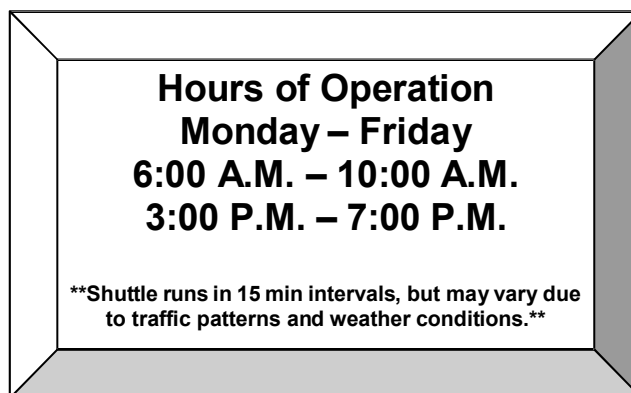 Hours of Operation
Monday – Friday
6:00 A.M. – 10:00 A.M.
3:00 P.M. – 7:00 P.M.
**Shuttle runs in 15 min intervals, but may vary due
to traffic patterns and weather conditions.**